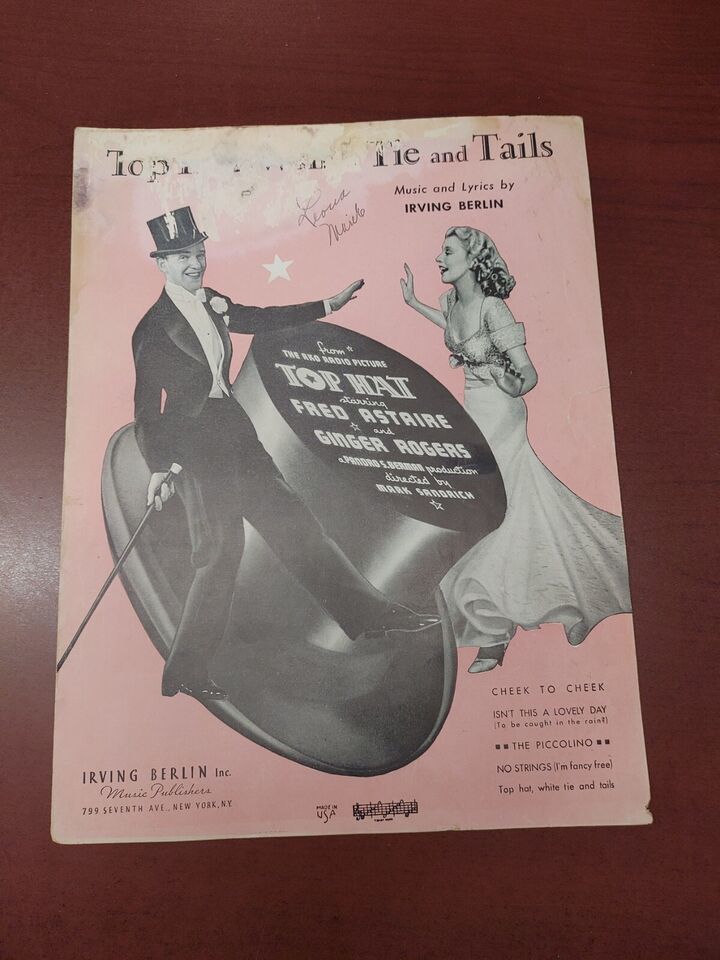 Top Tie and Tails
Music and Lyrics by
IRVING BERLIN
Leona
from
THE RKO RADIO PICTURE
TOP HAT
starring
FRED ASTAIRE
and
GINGER ROGERS
a PANDRO S. BERMAN production
directed by
MARK SANDRICH
CHEEK TO CHEEK
ISN'T THIS A LOVELY DAY
(To be caught in the rain?)
THE PICCOLINO
NO STRINGS (I'm fancy free)
Top hat, white tie and tails
IRVING BERLIN Inc.
Music Publishers
799 SEVENTH AVE., NEW YORK, N.Y.
MADE IN
USA